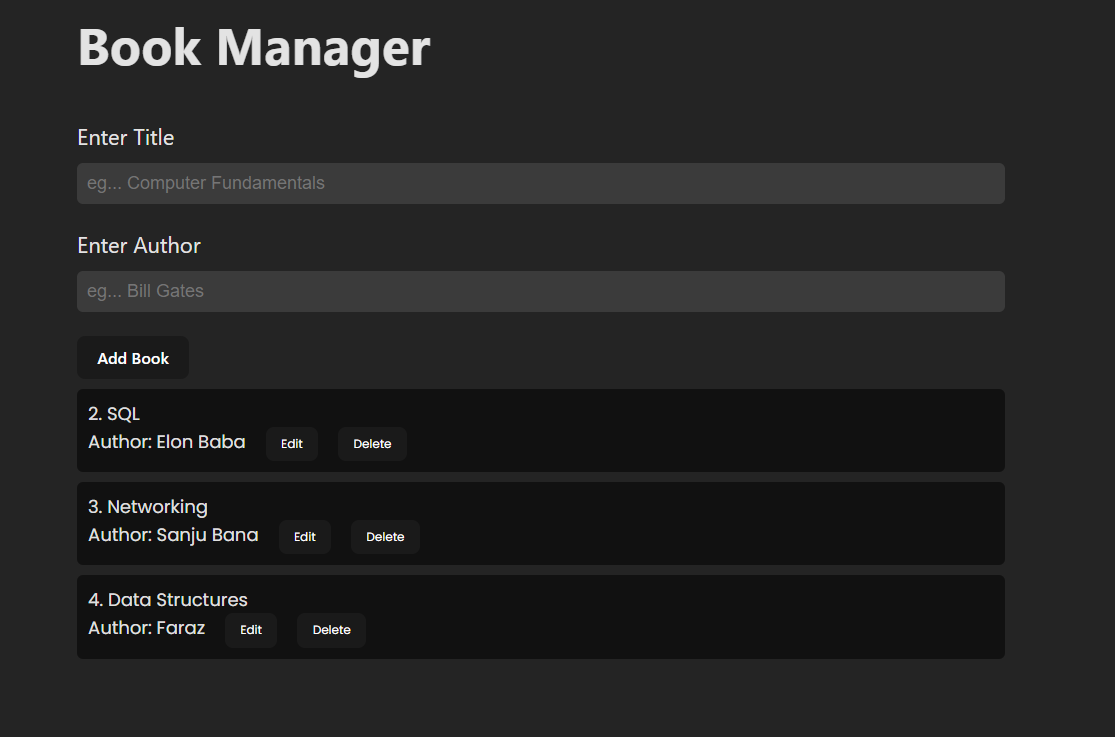 Book Manager
Enter Title
eg... Computer Fundamentals
Enter Author
eg... Bill Gates
Add Book
2. SQL
Author: Elon Baba Edit Delete
3. Networking
Author: Sanju Bana Edit Delete
4. Data Structures
Author: Faraz Edit Delete